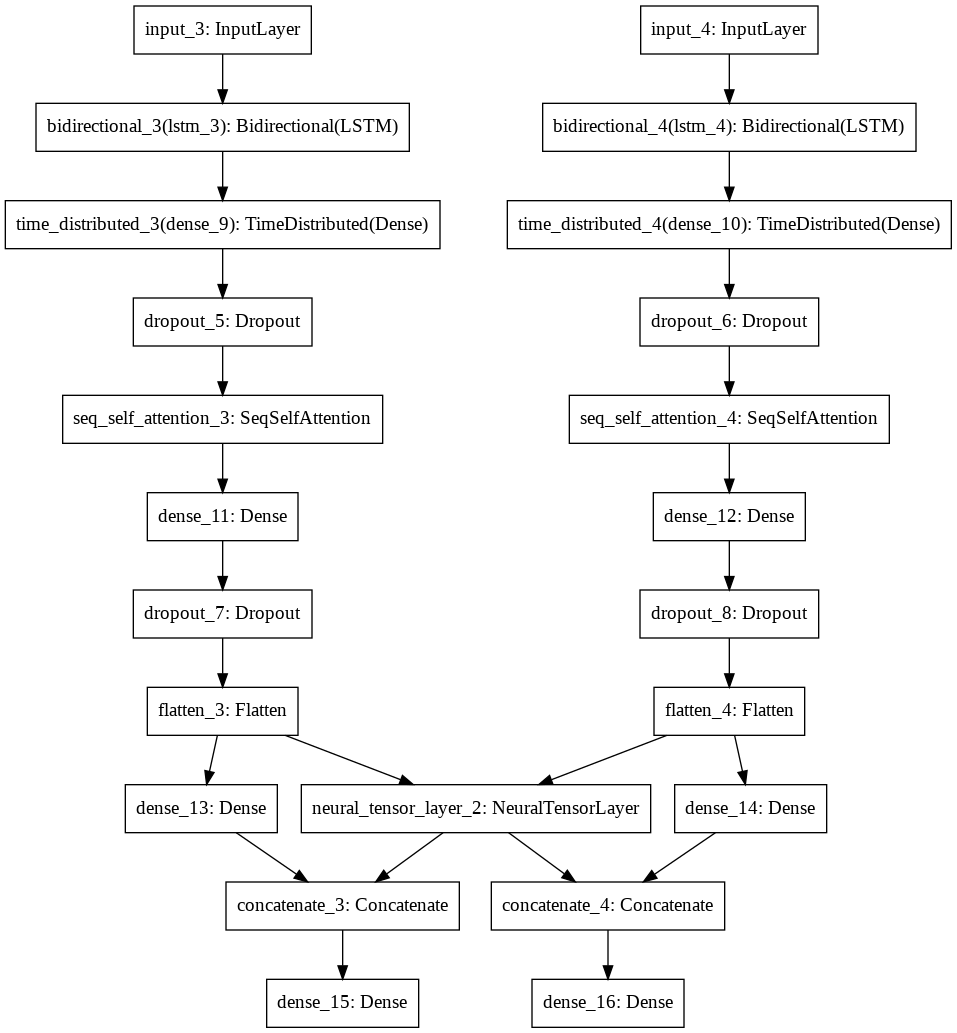 input_3: InputLayer
input_4: InputLayer
bidirectional_3(lstm_3): Bidirectional(LSTM)
bidirectional_4(lstm_4): Bidirectional(LSTM)
time_distributed_3(dense_9): TimeDistributed(Dense)
time_distributed_4(dense_10): TimeDistributed(Dense)
dropout_5: Dropout
dropout_6: Dropout
seq_self_attention_3: SeqSelfAttention
seq_self_attention_4: SeqSelfAttention
dense_11: Dense
dense_12: Dense
dropout_7: Dropout
dropout_8: Dropout
flatten_3: Flatten
flatten_4: Flatten
dense_13: Dense
neural_tensor_layer_2: NeuralTensorLayer
dense_14: Dense
concatenate_3: Concatenate
concatenate_4: Concatenate
dense_15: Dense
dense_16: Dense